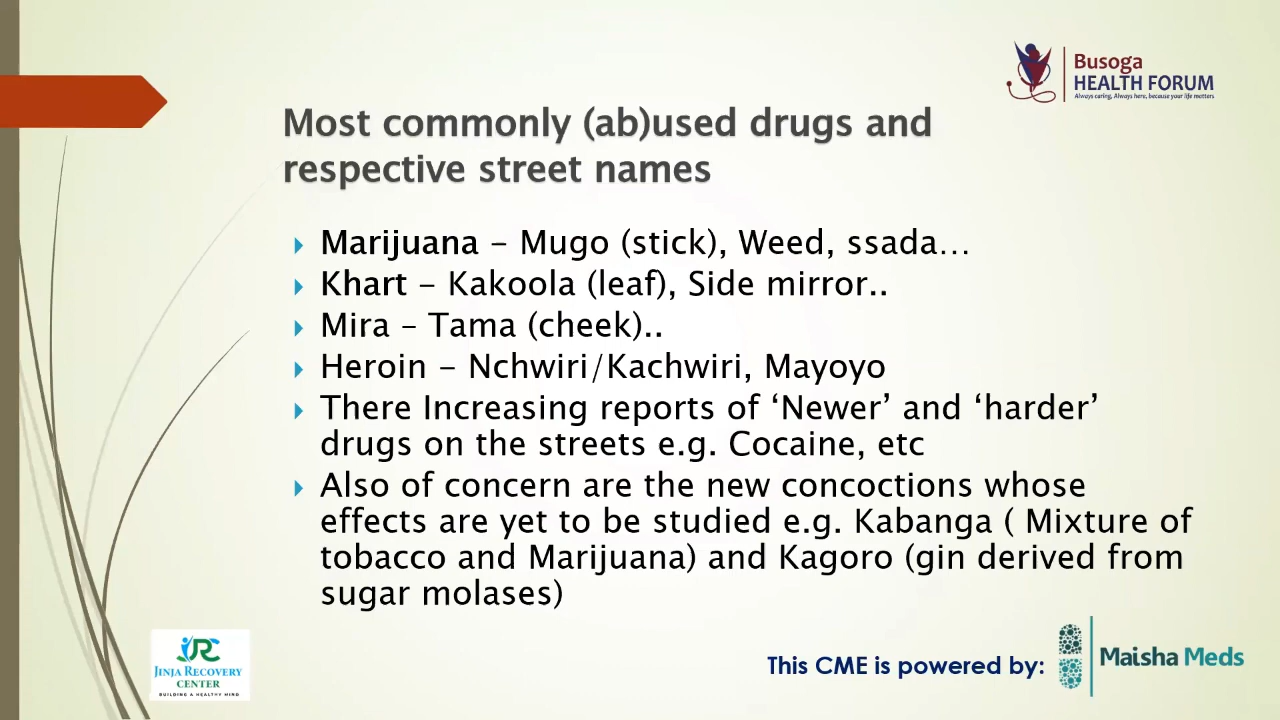 Busoga
HEALTH FORUM
Always caring, Always here, because your life matters
Most commonly (ab)used drugs and
respective street names
Marijuana – Mugo (stick), Weed, ssada…
Khart – Kakoola (leaf), Side mirror..
Mira – Tama (cheek)..
Heroin – Nchwiri/Kachwiri, Mayoyo
There Increasing reports of ‘Newer’ and ‘harder’
drugs on the streets e.g. Cocaine, etc
Also of concern are the new concoctions whose
effects are yet to be studied e.g. Kabanga ( Mixture of
tobacco and Marijuana) and Kagoro (gin derived from
sugar molases)
JRC
JINJA RECOVERY
CENTER
BUILDING A HEALTHY MIND
This CME is powered by:
Maisha Meds